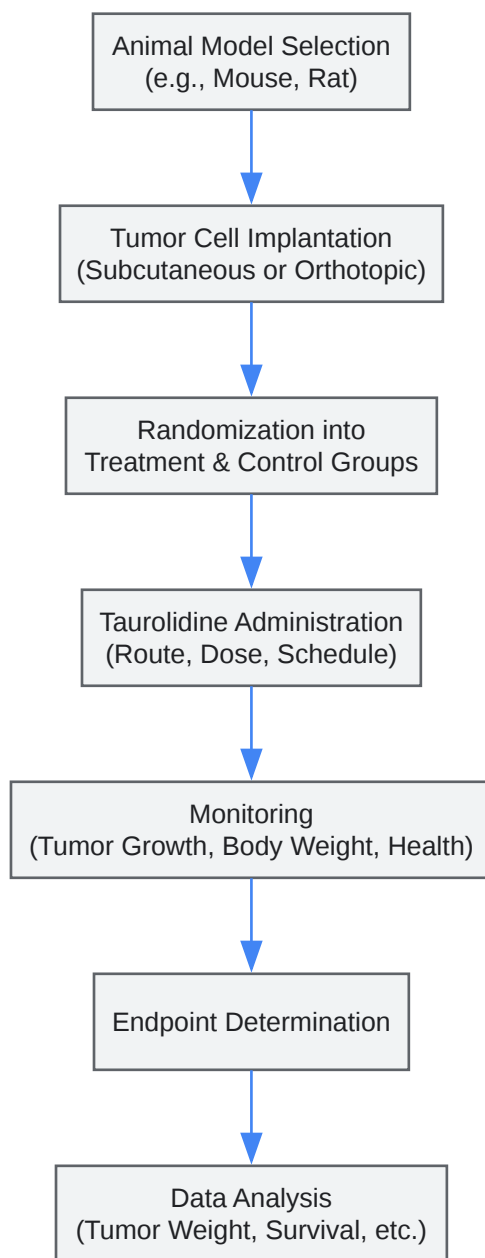 Animal Model Selection
(e.g., Mouse, Rat)
Tumor Cell Implantation
(Subcutaneous or Orthotopic)
Randomization into
Treatment & Control Groups
Taurolidine Administration
(Route, Dose, Schedule)
Monitoring
(Tumor Growth, Body Weight, Health)
Endpoint Determination
Data Analysis
(Tumor Weight, Survival, etc.)